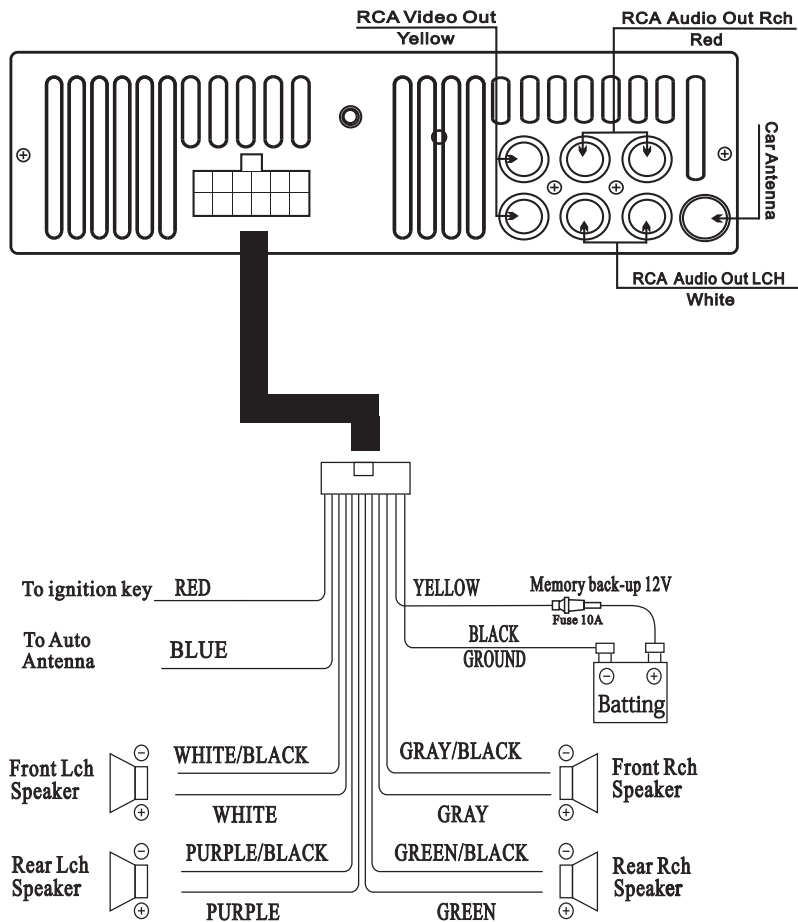 RCA Video Out
Yellow
RCA Audio Out Rch
Red
Car Antenna
RCA Audio Out LCH
White
To ignition key
RED
YELLOW
Memory back-up 12V
Fuse 10A
To Auto
Antenna
BLUE
BLACK
GROUND
Batting
Front Lch
Speaker
WHITE/BLACK
WHITE
GRAY/BLACK
GRAY
Front Rch
Speaker
Rear Lch
Speaker
PURPLE/BLACK
PURPLE
GREEN/BLACK
GREEN
Rear Rch
Speaker